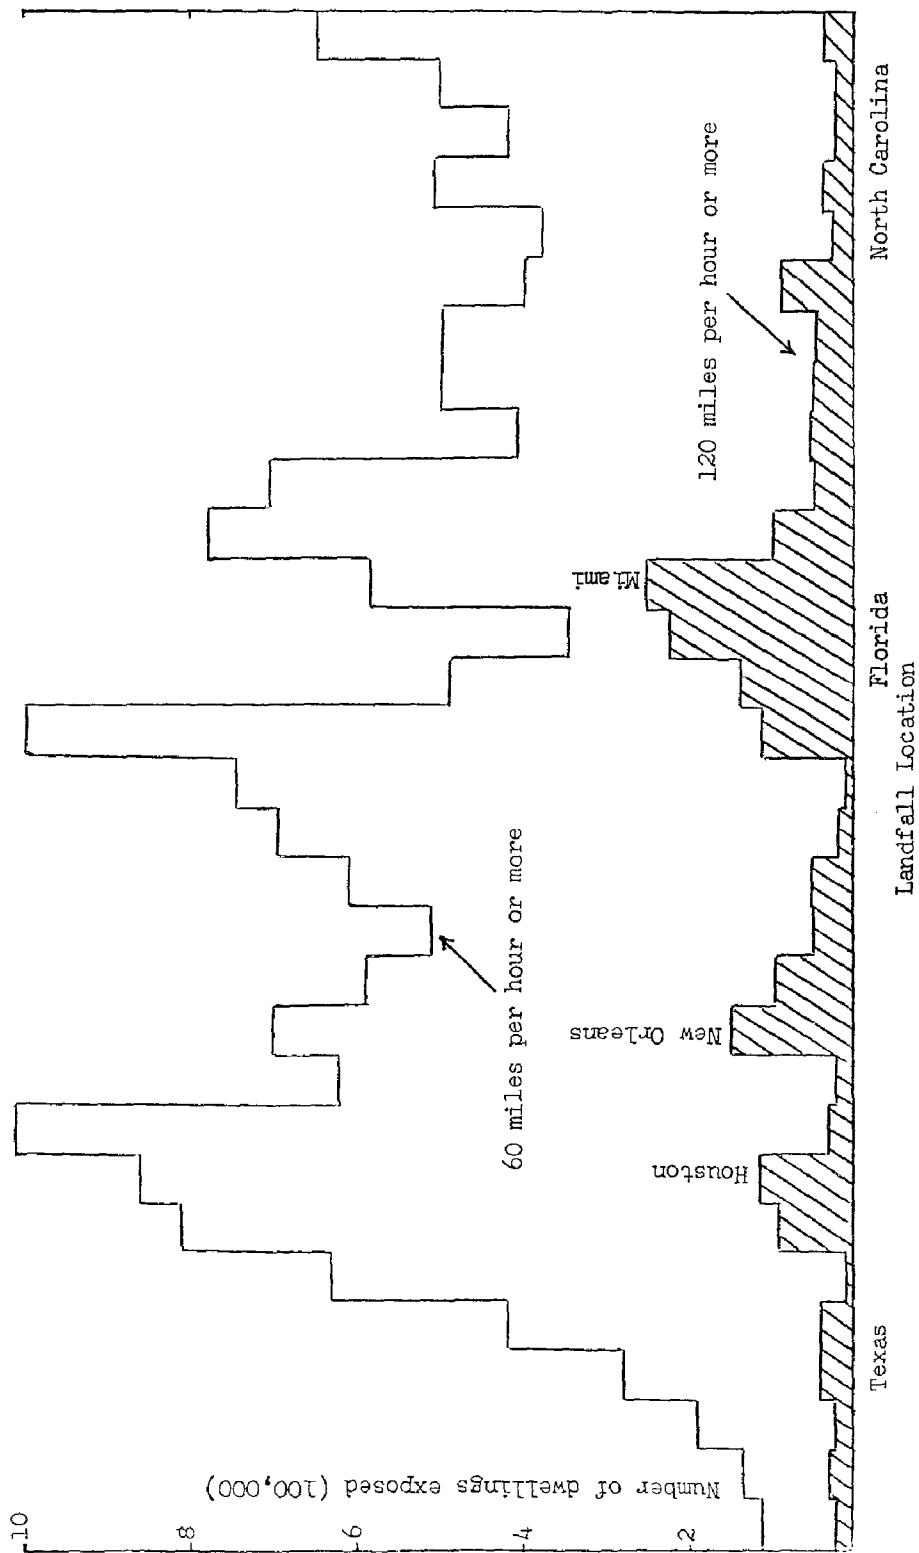 Number of dwellings exposed (100,000)
10
8
6
4
2
60 miles per hour or more
120 miles per hour or more
Houston
New Orleans
Miami
Texas
Florida
North Carolina
Landfall Location